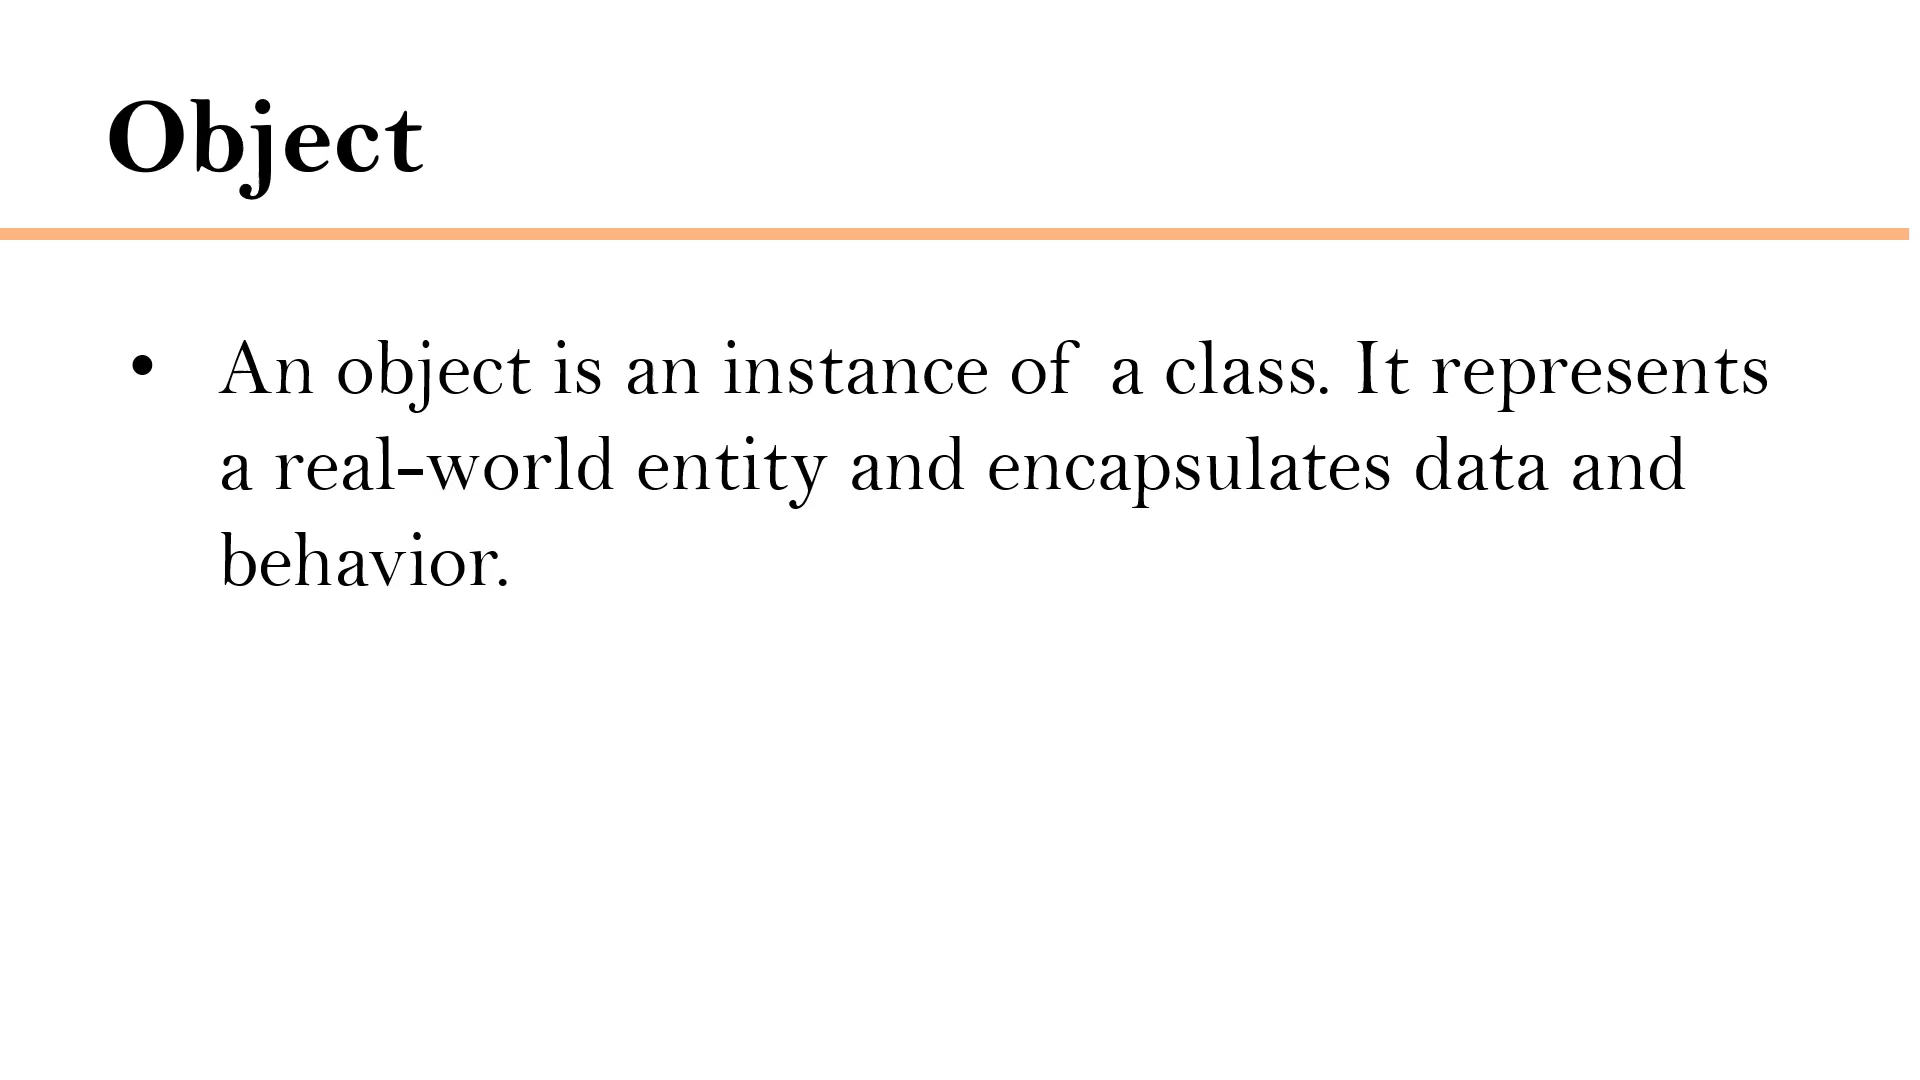 Object
• An object is an instance of a class. It represents
a real-world entity and encapsulates data and
behavior.